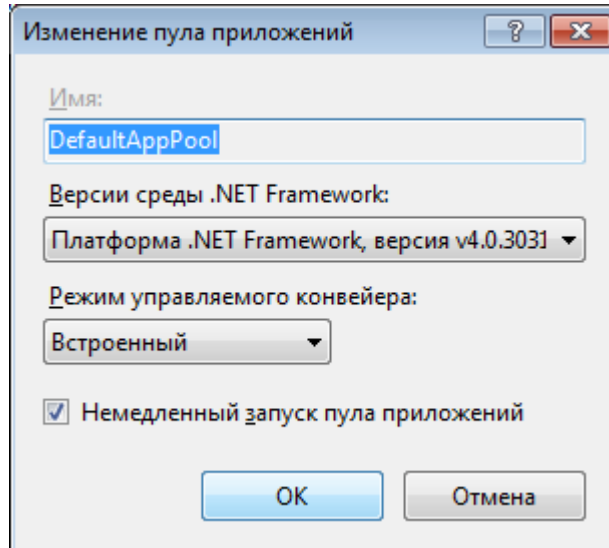 Изменение пула приложений
?
Имя:
DefaultAppPool
Версии среды .NET Framework:
Платформа .NET Framework, версия v4.0.3031
Режим управляемого конвейера:
Встроенный
Немедленный запуск пула приложений
ОК
Отмена